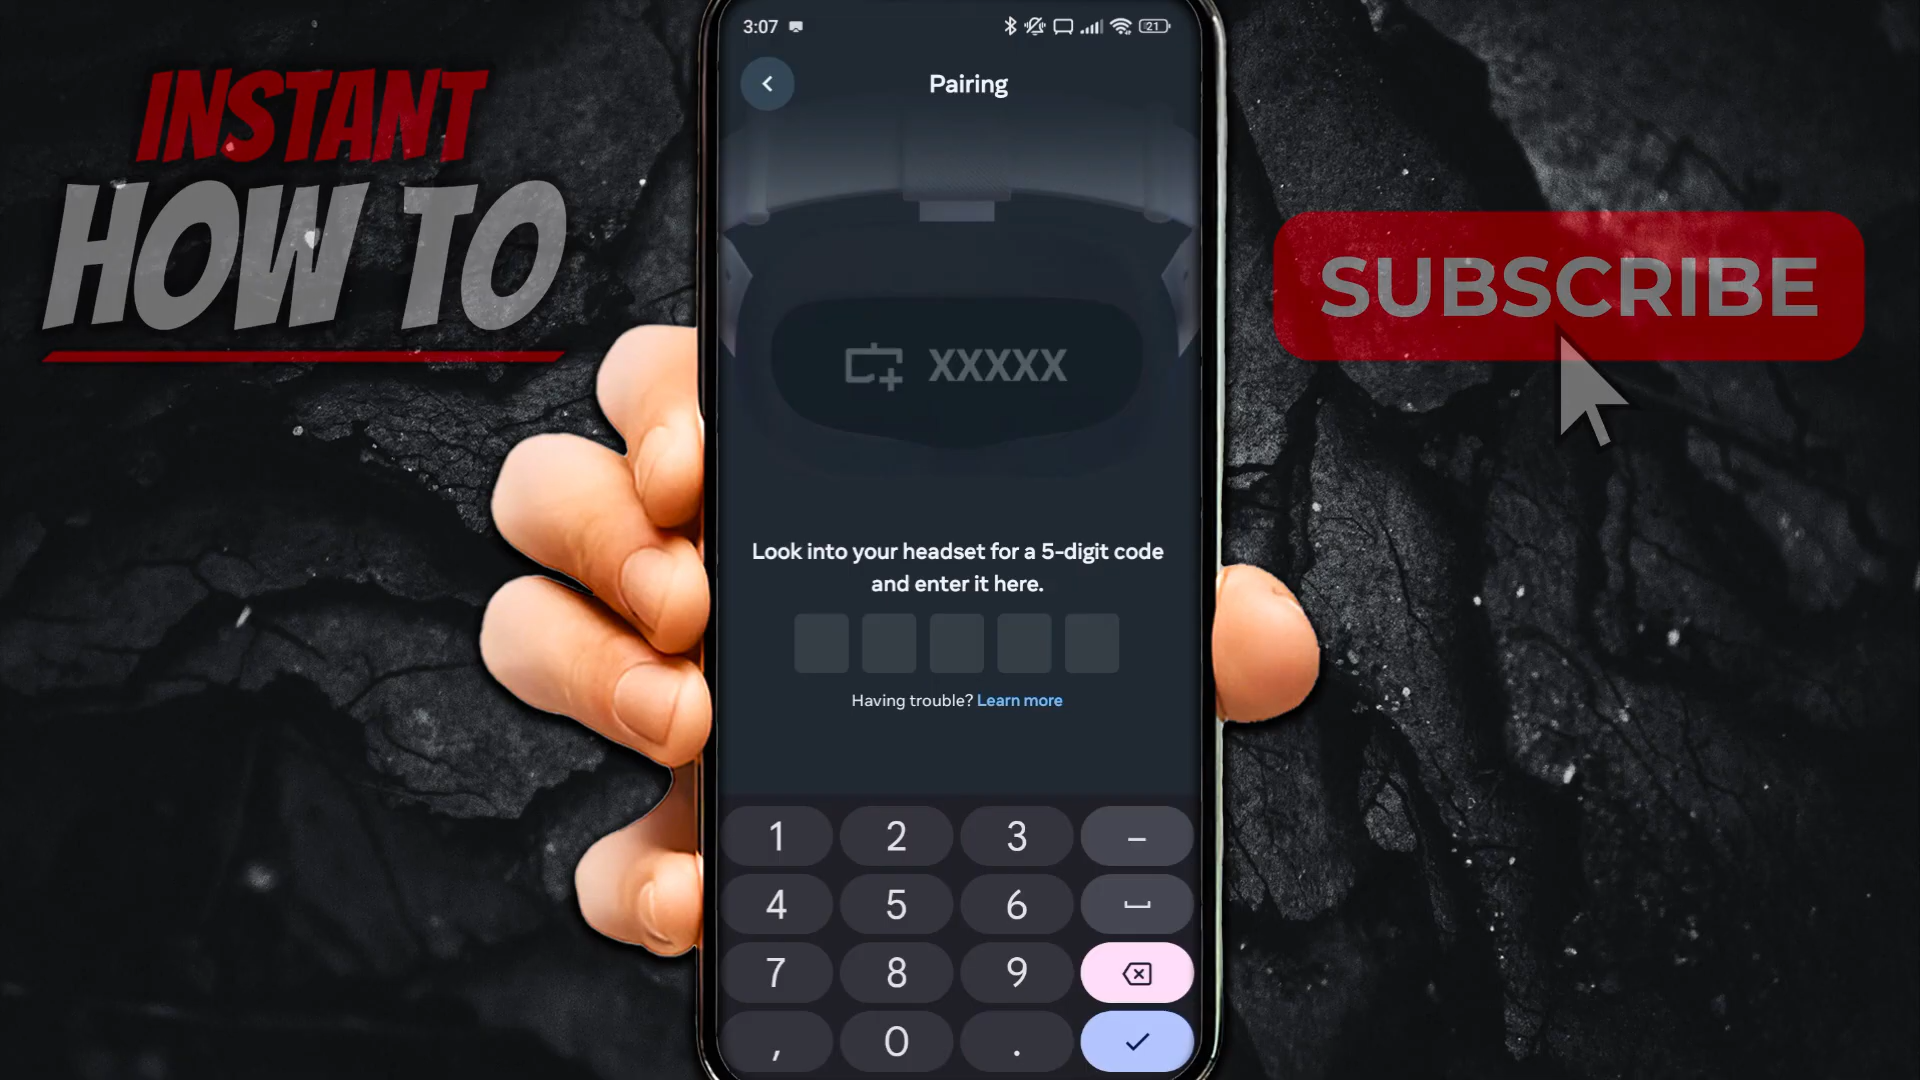 INSTANT
HOW TO
3:07
21
Pairing
XXXXX
SUBSCRIBE
Look into your headset for a 5-digit code
and enter it here.
Having trouble? Learn more
1 2 3 –
4 5 6
7 8 9
, 0 .